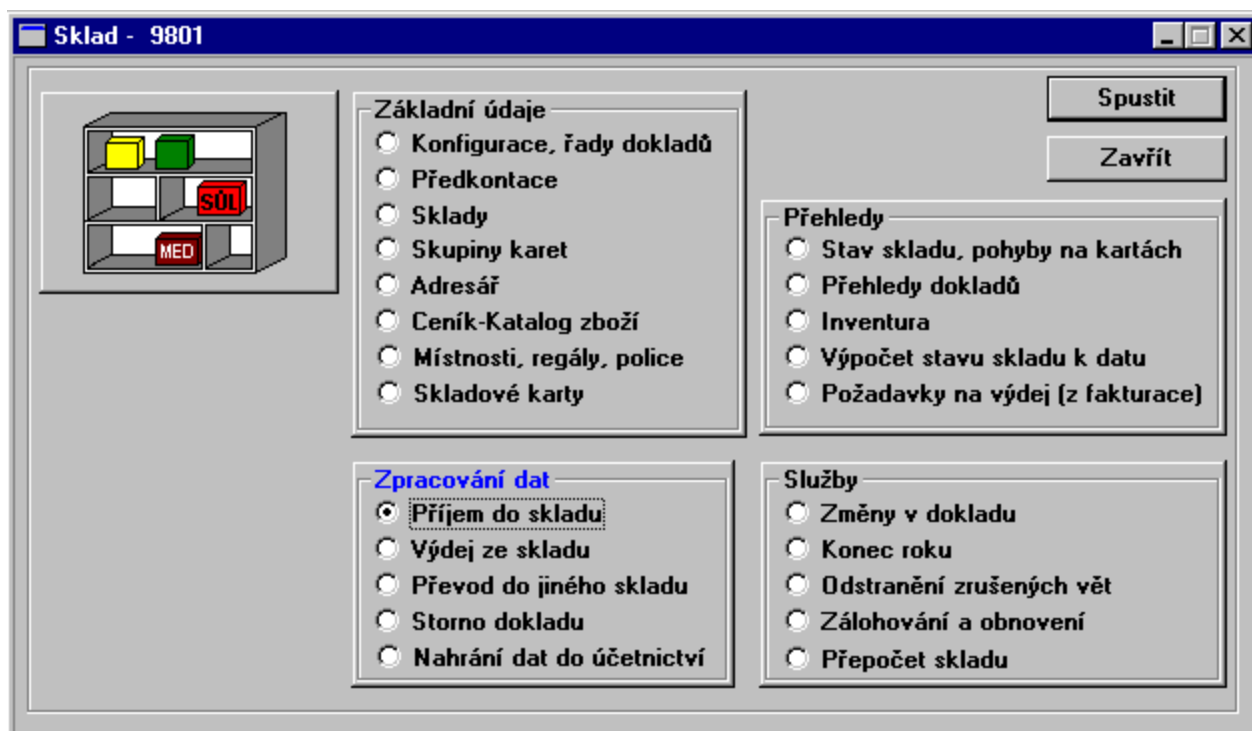 Sklad - 9801
SŮL
MED
Základní údaje
Konfigurace, řady dokladů
Předkontace
Sklady
Skupiny karet
Adresář
Ceník-Katalog zboží
Místnosti, regály, police
Skladové karty
Spustit
Zavřít
Přehledy
Stav skladu, pohyby na kartách
Přehledy dokladů
Inventura
Výpočet stavu skladu k datu
Požadavky na výdej (z fakturace)
Zpracování dat
Příjem do skladu
Výdej ze skladu
Převod do jiného skladu
Storno dokladu
Nahrání dat do účetnictví
Služby
Změny v dokladu
Konec roku
Odstranění zrušených vět
Zálohování a obnovení
Přepočet skladu